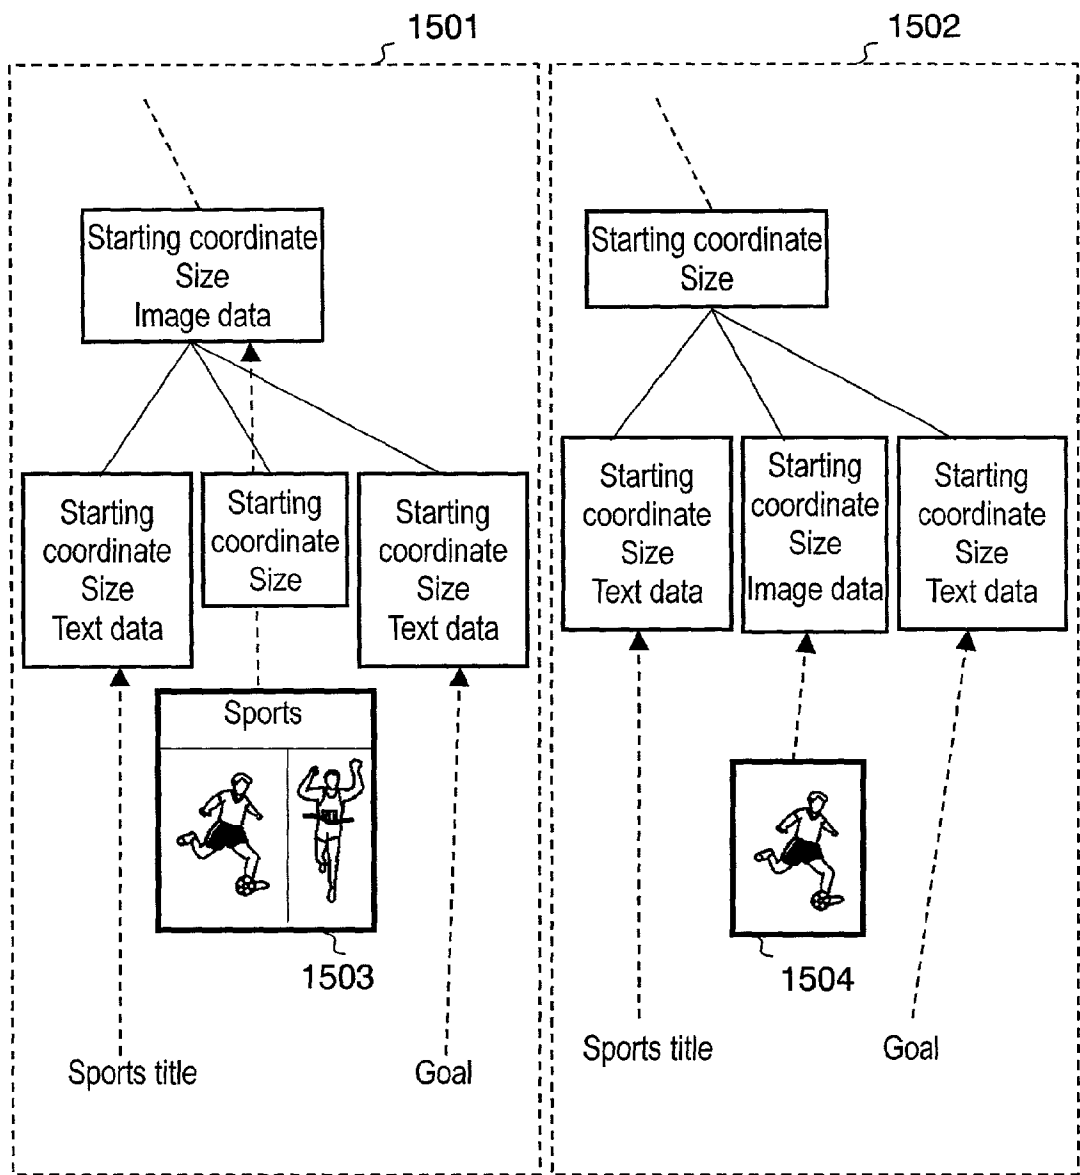 1501
Starting coordinate
Size
Image data
Starting
coordinate
Size
Text data
Starting
coordinate
Size
Starting
coordinate
Size
Text data
Sports
1503
Sports title
Goal
1502
Starting coordinate
Size
Starting
coordinate
Size
Text data
Starting
coordinate
Size
Image data
Starting
coordinate
Size
Text data
1504
Sports title
Goal